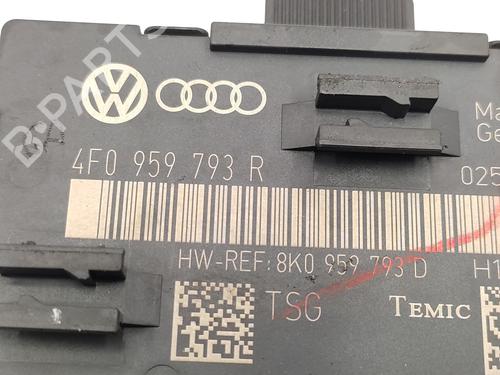 B-PARTS
Ma
Ge
4F0 959 793 R
025
HW-REF: 8K0 959 793 D
H1
TSG
TEMIC